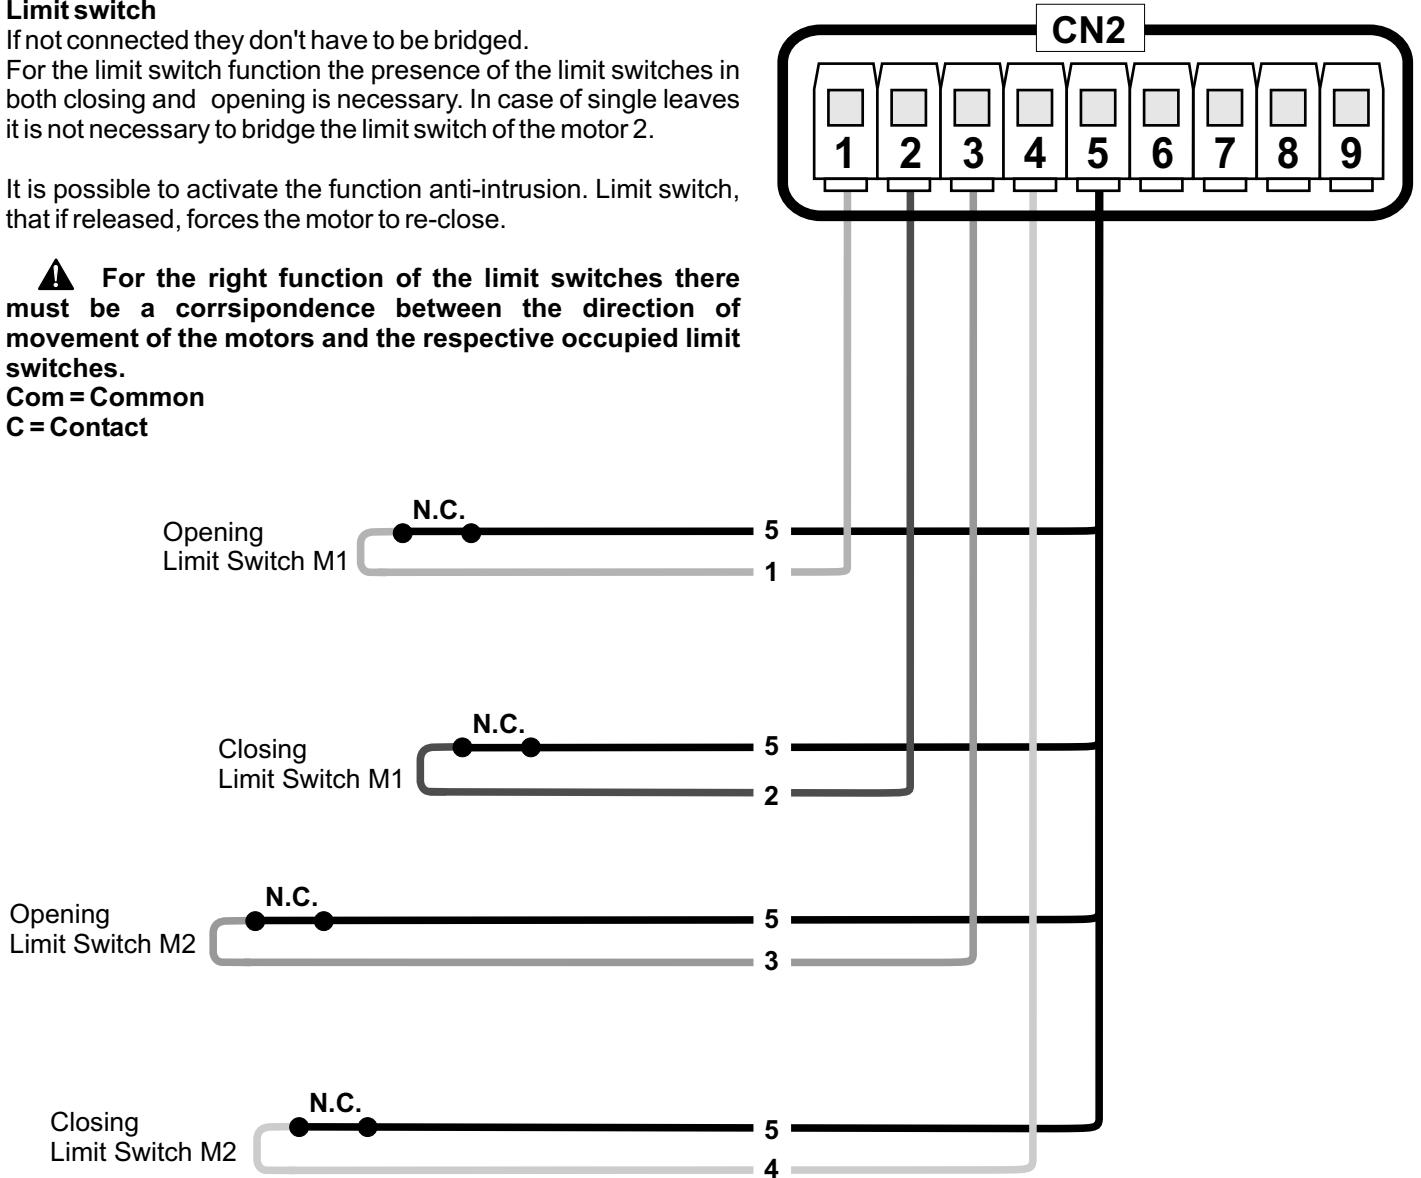 Limit switch
If not connected they don't have to be bridged.
For the limit switch function the presence of the limit switches in
both closing and opening is necessary. In case of single leaves
it is not necessary to bridge the limit switch of the motor 2.
It is possible to activate the function anti-intrusion. Limit switch,
that if released, forces the motor to re-close.
For the right function of the limit switches there
must be a corrsipondence between the direction of
movement of the motors and the respective occupied limit
switches.
Com = Common
C = Contact
CN2
1 2 3 4 5 6 7 8 9
N.C.
Opening
Limit Switch M1
5
1
N.C.
Closing
Limit Switch M1
5
2
N.C.
Opening
Limit Switch M2
5
3
N.C.
Closing
Limit Switch M2
5
4